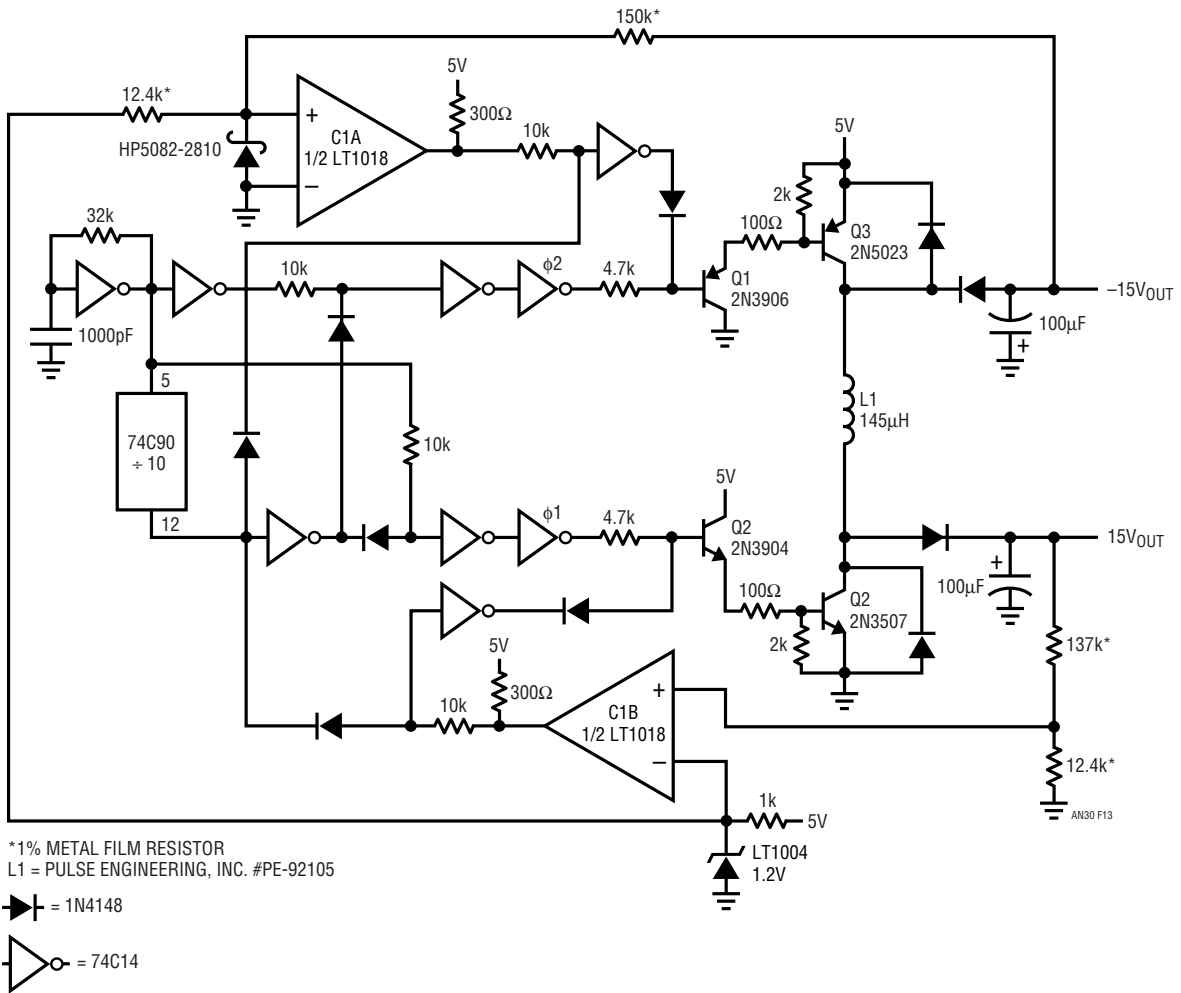 150k*
5V
12.4k*
300Ω
C1A
1/2 LT1018
+
−
10k
HP5082-2810
5V
2k
100Ω
Q3
2N5023
32k
10k
ϕ2
4.7k
Q1
2N3906
–15VOUT
1000pF
100µF
+
5
74C90
÷ 10
12
10k
L1
145µH
5V
ϕ1
4.7k
Q2
2N3904
15VOUT
+
100µF
100Ω
Q2
2N3507
2k
137k*
5V
300Ω
10k
C1B
1/2 LT1018
+
−
12.4k*
1k
5V
AN30 F13
LT1004
1.2V
*1% METAL FILM RESISTOR
L1 = PULSE ENGINEERING, INC. #PE-92105
= 1N4148
= 74C14